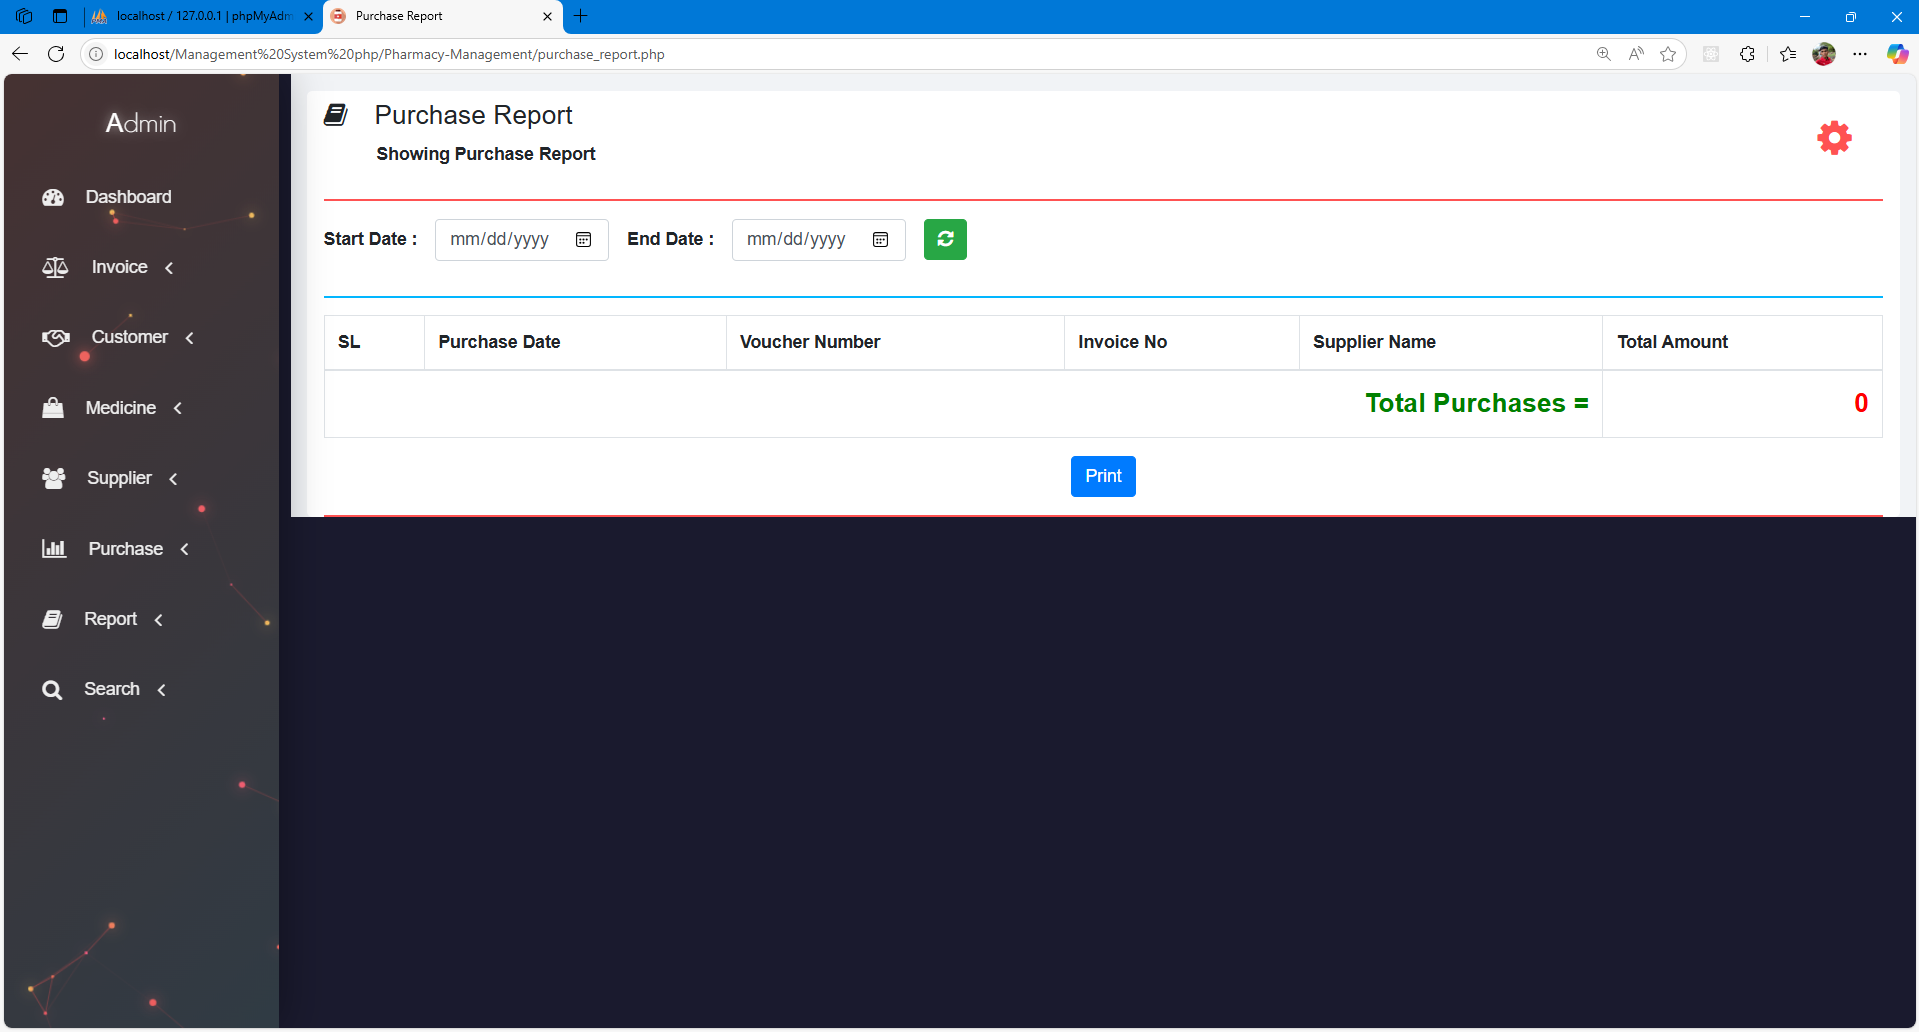 localhost / 127.0.0.1 | phpMyAdm
Purchase Report
localhost/Management%20System%20php/Pharmacy-Management/purchase_report.php
Admin
Dashboard
Invoice
Customer
Medicine
Supplier
Purchase
Report
Search
Purchase Report
Showing Purchase Report
Start Date : mm/dd/yyyy End Date : mm/dd/yyyy
SL Purchase Date Voucher Number Invoice No Supplier Name Total Amount
Total Purchases = 0
Print